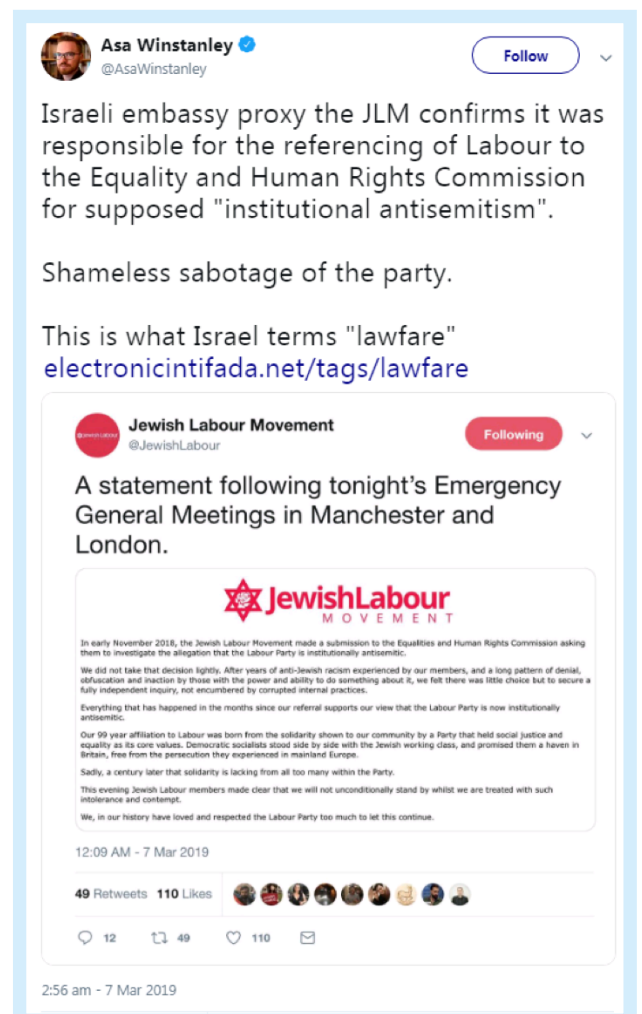 Asa Winstanley
@AsaWinstanley
Follow
Israeli embassy proxy the JLM confirms it was
responsible for the referencing of Labour to
the Equality and Human Rights Commission
for supposed "institutional antisemitism".
Shameless sabotage of the party.
This is what Israel terms "lawfare"
electronicintifada.net/tags/lawfare
Jewish Labour Movement
@JewishLabour
Following
A statement following tonight's Emergency
General Meetings in Manchester and
London.
JewishLabour
MOVEMENT
In early November 2018, the Jewish Labour Movement made a submission to the Equalities and Human Rights Commission asking
them to investigate the allegation that the Labour Party is institutionally antisemitic.
We did not take that decision lightly. After years of anti-Jewish racism experienced by our members, and a long pattern of denial,
obfuscation and inaction by those with the power and ability to do something about it, we felt there was little choice but to secure a
fully independent inquiry, not encumbered by corrupted internal practices.
Everything that has happened in the months since our referral supports our view that the Labour Party is now institutionally
antisemitic.
Our 99 year affiliation to Labour was born from the solidarity shown to our community by a Party that held social justice and
equality as its core values. Democratic socialists stood side by side with the Jewish working class, and promised them a haven in
Britain, free from the persecution they experienced in mainland Europe.
Sadly, a century later that solidarity is lacking from all too many within the Party.
This evening Jewish Labour members made clear that we will not unconditionally stand by whilst we are treated with such
intolerance and contempt.
We, in our history have loved and respected the Labour Party too much to let this continue.
12:09 AM - 7 Mar 2019
49 Retweets 110 Likes
12 49 110
2:56 am - 7 Mar 2019